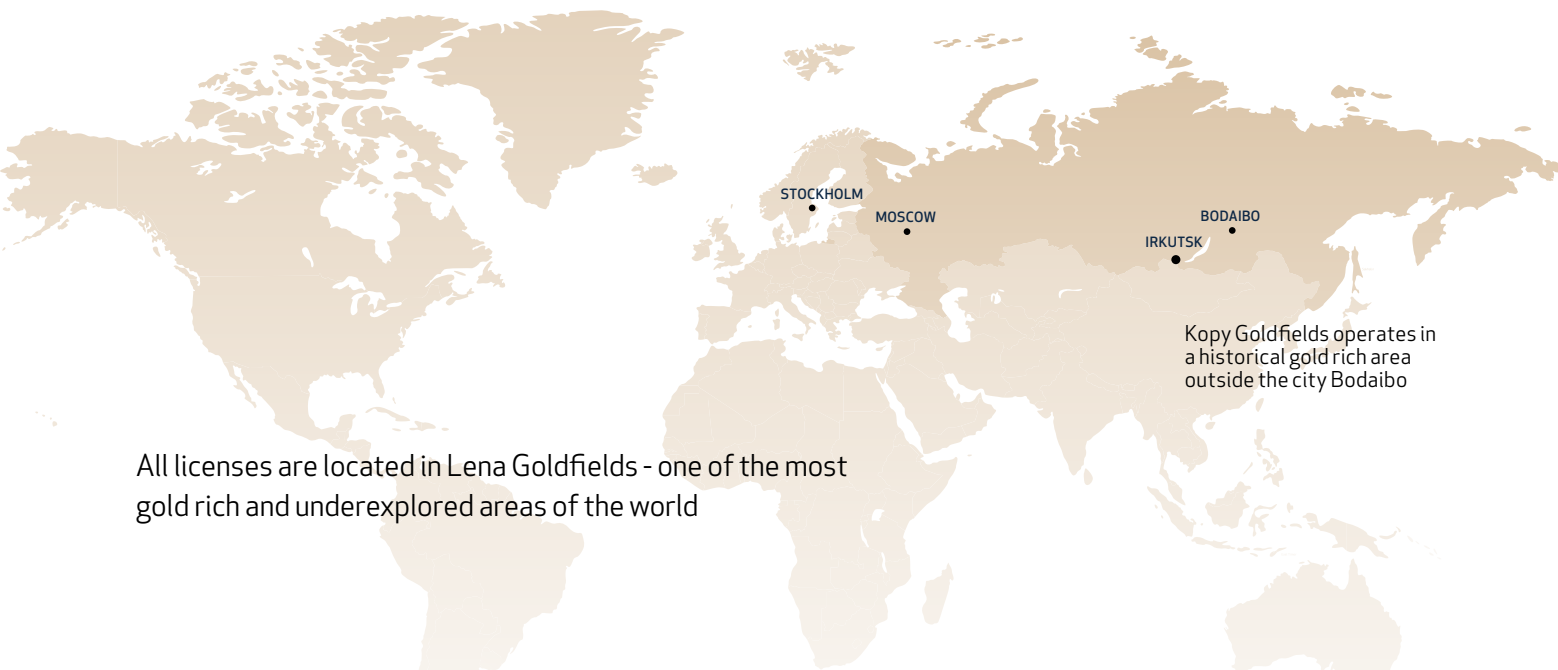 STOCKHOLM
MOSCOW
BODAIBO
IRKUTSK
Kopy Goldfields operates in
a historical gold rich area
outside the city Bodaibo
All licenses are located in Lena Goldfields - one of the most
gold rich and underexplored areas of the world